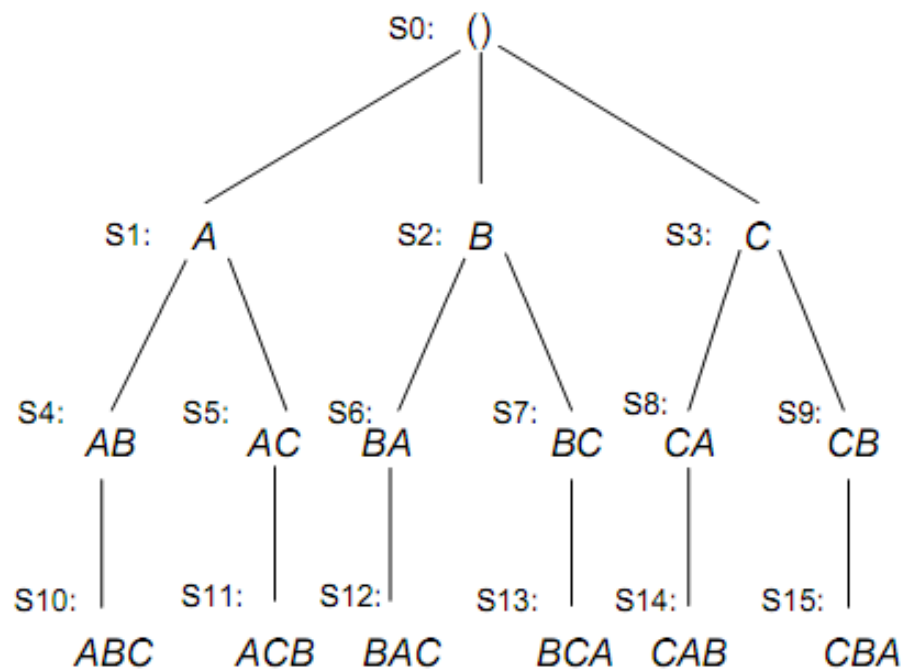 S0: ()
S1: A S2: B S3: C
S4: S5: S6: S7: S8: S9:
AB AC BA BC CA CB
S10: S11: S12: S13: S14: S15:
ABC ACB BAC BCA CAB CBA